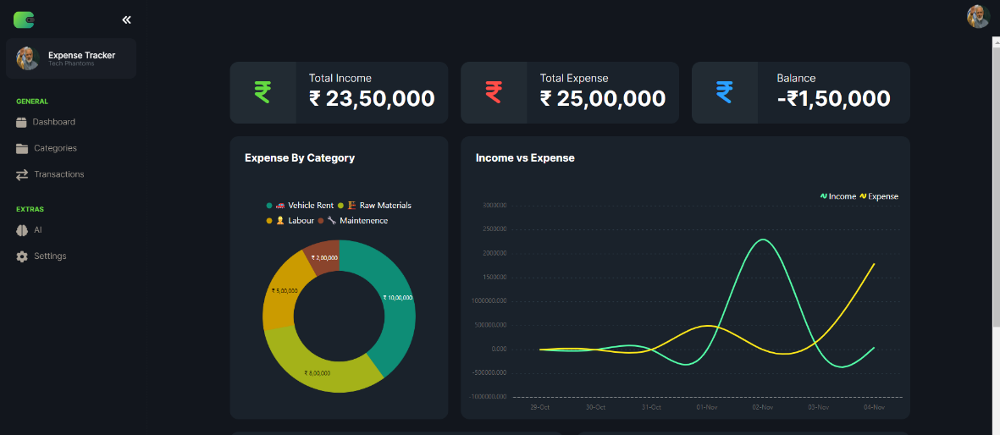 Expense Tracker
Tech Phantoms
GENERAL
Dashboard
Categories
Transactions
EXTRAS
AI
Settings
Total Income
₹ 23,50,000
Total Expense
₹ 25,00,000
Balance
-₹1,50,000
Expense By Category
Vehicle Rent Raw Materials
Labour Maintenence
₹ 2,00,000
₹ 5,00,000
₹ 10,00,000
₹ 8,00,000
Income vs Expense
Income Expense
3000000
2500000
2000000
1500000
1000000.000
500000.000
0.000
-500000.000
-1000000.000
29-Oct 30-Oct 31-Oct 01-Nov 02-Nov 03-Nov 04-Nov